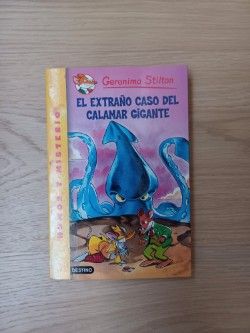 Geronimo Stilton
EL EXTRAÑO CASO DEL
CALAMAR GIGANTE
HUMOR Y MISTERIO
DESTINO